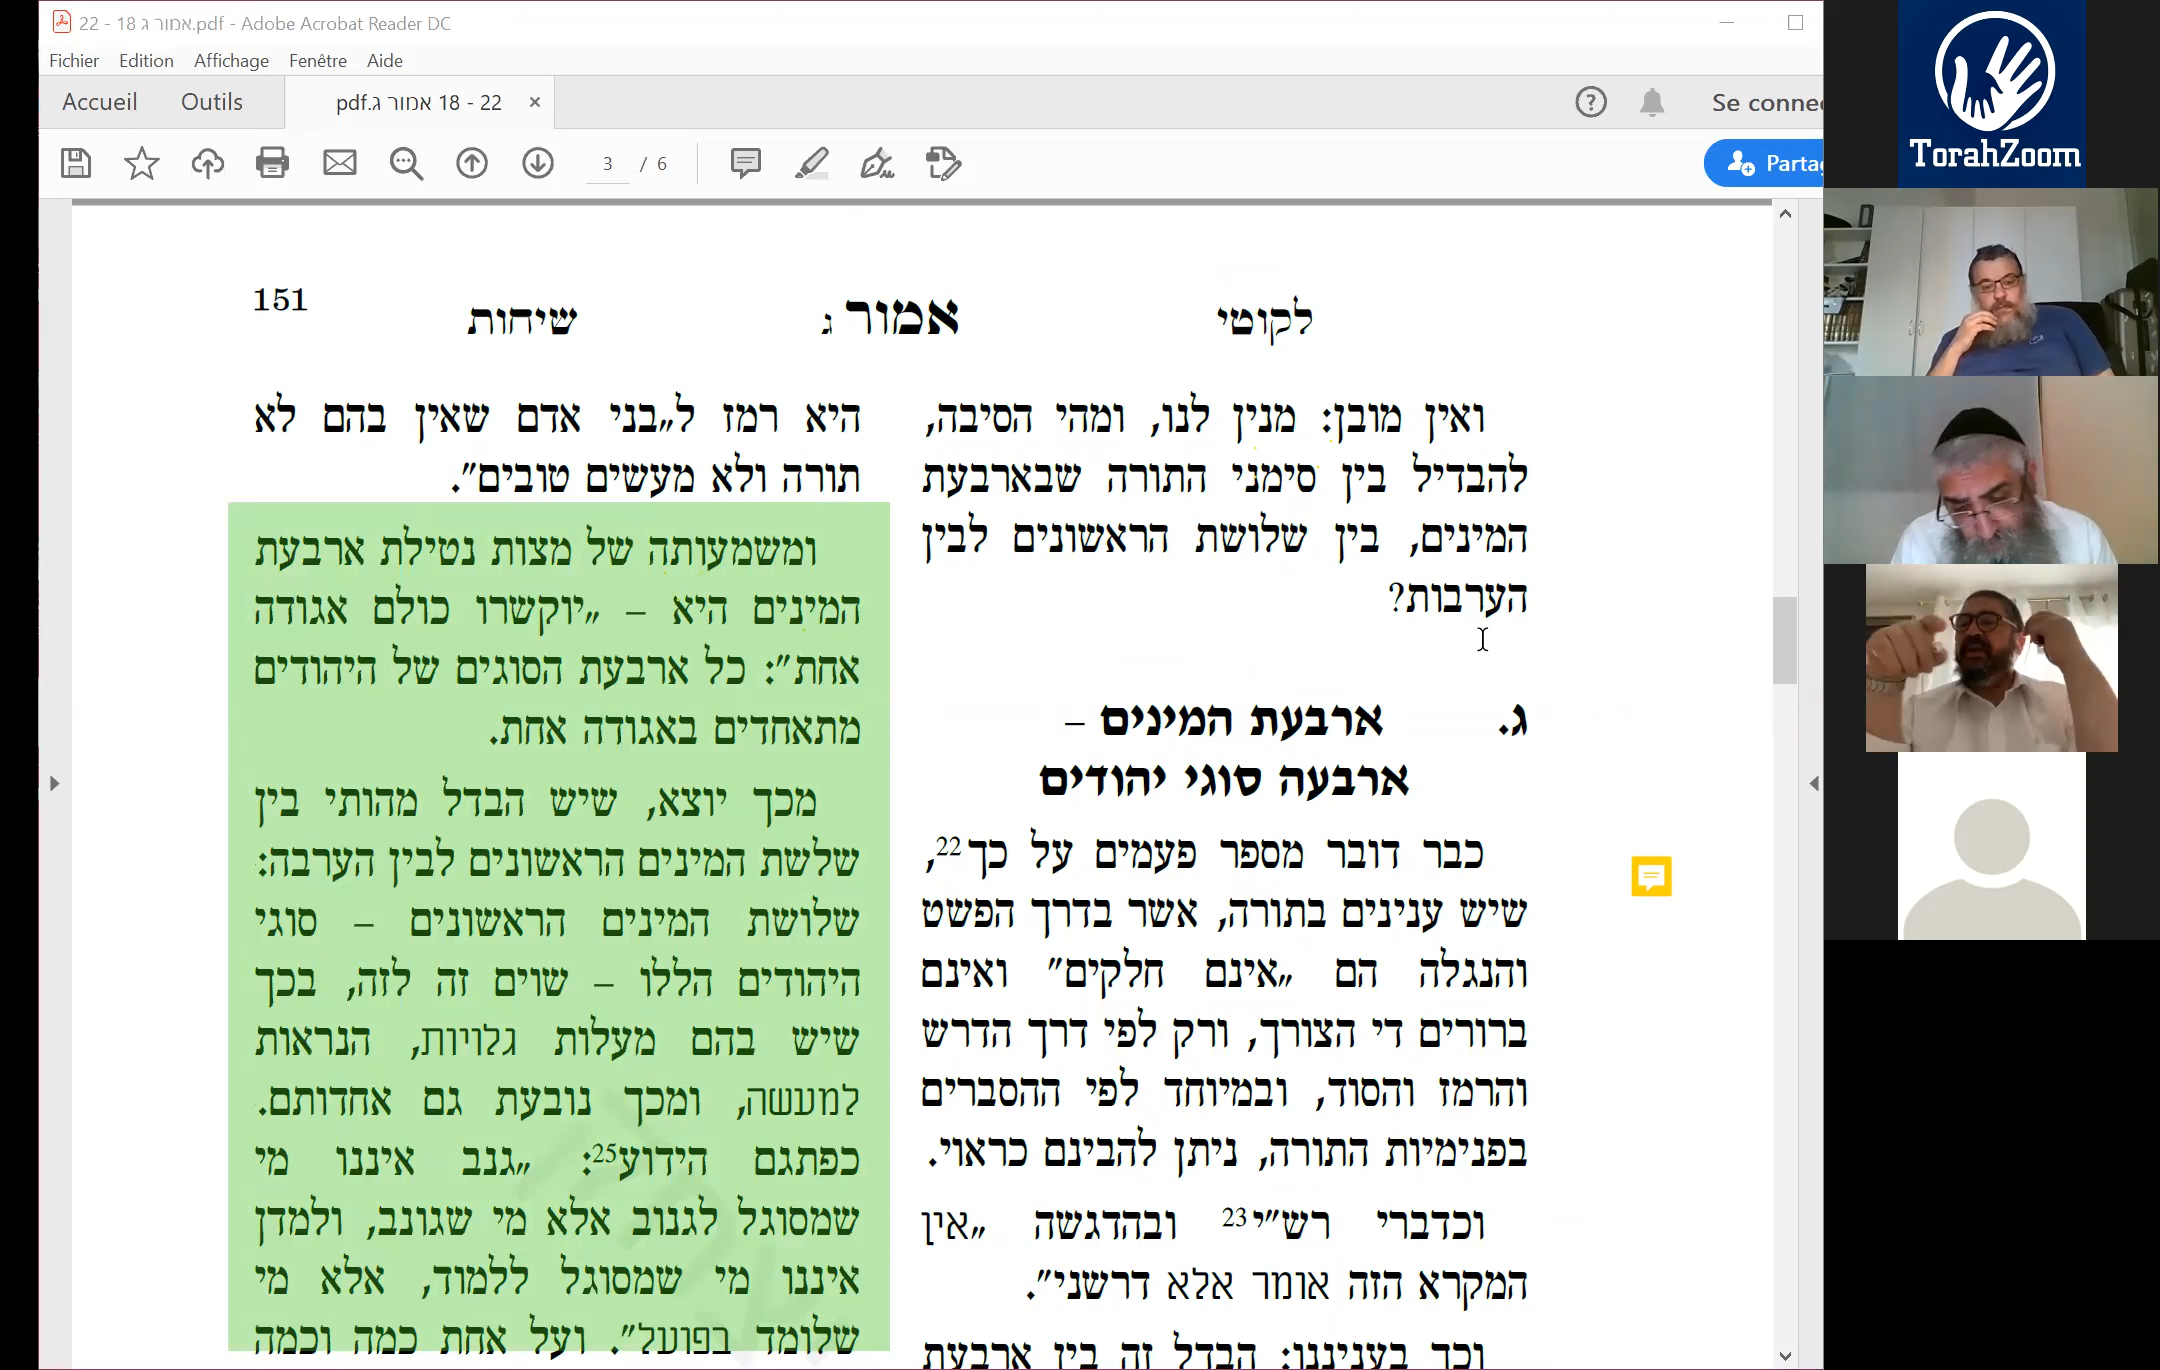 22 - 18 אמור ג.pdf - Adobe Acrobat Reader DC
Fichier Edition Affichage Fenêtre Aide
Accueil Outils
22 - 18 אמור ג.pdf
Se connec
3 / 6
Partag
TorahZoom
לקוטי אמור ג שיחות 151
ואין מובן: מנין לנו, ומהי הסיבה,
להבדיל בין סימני התורה שבארבעת
המינים, בין שלושת הראשונים לבין
הערבות?
ג. ארבעת המינים –
ארבעה סוגי יהודים
כבר דובר מספר פעמים על כך22,
שיש ענינים בתורה, אשר בדרך הפשט
והנגלה הם „אינם חלקים" ואינם
ברורים די הצורך, ורק לפי דרך הדרש
והרמז והסוד, ובמיוחד לפי ההסברים
בפנימיות התורה, ניתן להבינם כראוי.
וכדברי רש"י23 ובהדגשה „אין
המקרא הזה אומר אלא דרשני".
וכך בעניננו: הבדל זה בין ארבעת
היא רמז ל„בני אדם שאין בהם לא
תורה ולא מעשים טובים".
ומשמעותה של מצות נטילת ארבעת
המינים היא – „יוקשרו כולם אגודה
אחת": כל ארבעת הסוגים של היהודים
מתאחדים באגודה אחת.
מכך יוצא, שיש הבדל מהותי בין
שלשת המינים הראשונים לבין הערבה:
שלושת המינים הראשונים – סוגי
היהודים הללו – שוים זה לזה, בכך
שיש בהם מעלות גלויות, הנראות
למעשה, ומכך נובעת גם אחדותם.
כפתגם הידוע25: „גנב איננו מי
שמסוגל לגנוב אלא מי שגונב, ולמדן
איננו מי שמסוגל ללמוד, אלא מי
שלומד בפועל". ועל אחת כמה וכמה